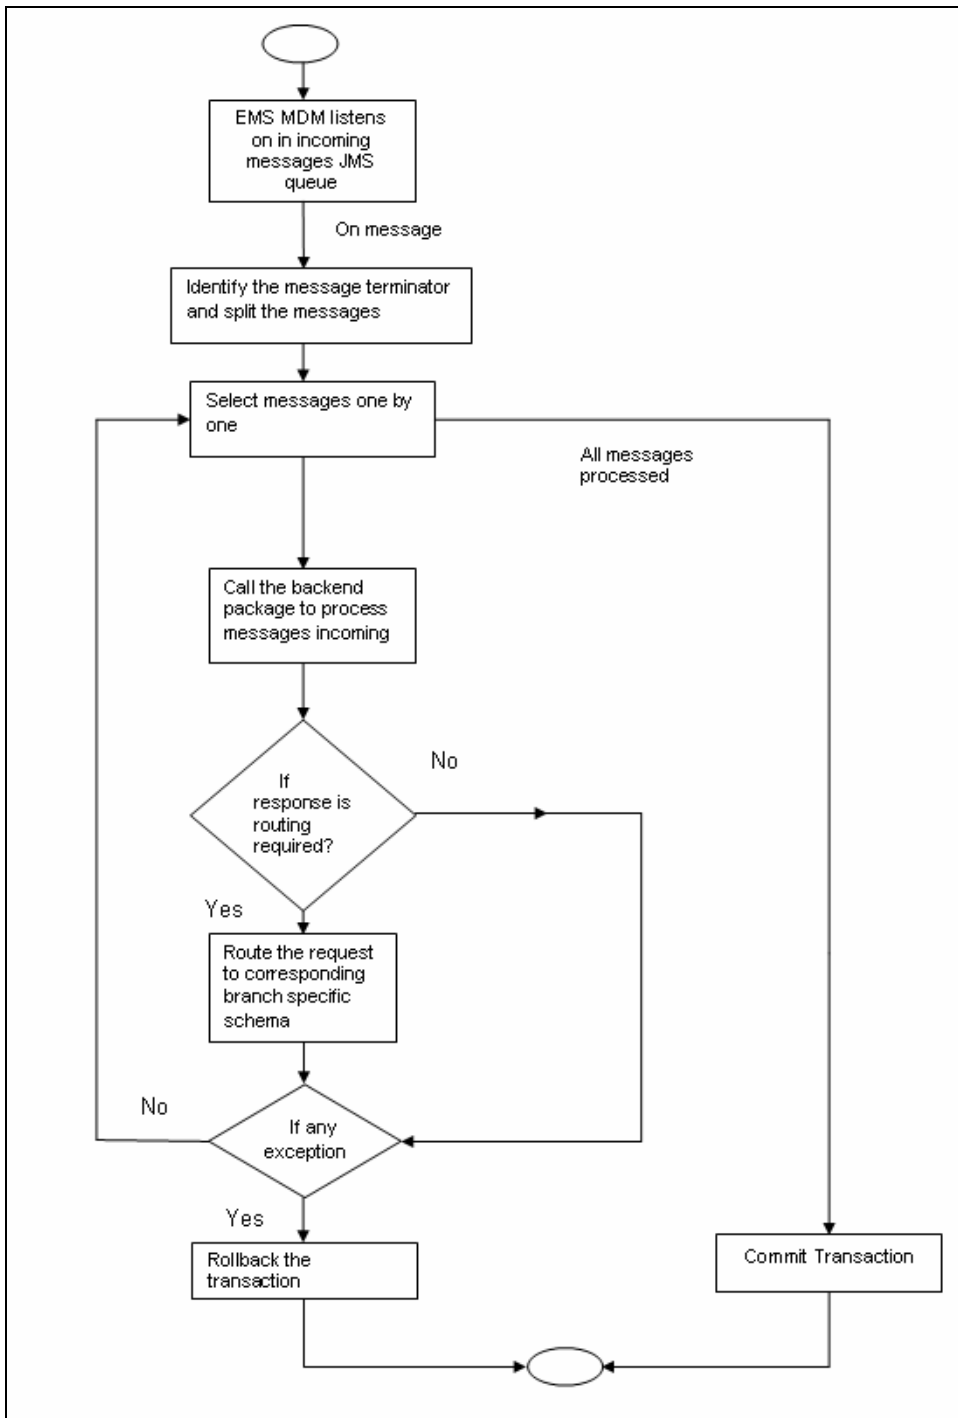 EMS MDM listens
on in incoming
messages JMS
queue
On message
Identify the message terminator
and split the messages
Select messages one by
one
All messages
processed
Call the backend
package to process
messages incoming
If
response is
routing
required?
No
Yes
Route the request
to corresponding
branch specific
schema
No
If any
exception
Yes
Rollback the
transaction
Commit Transaction